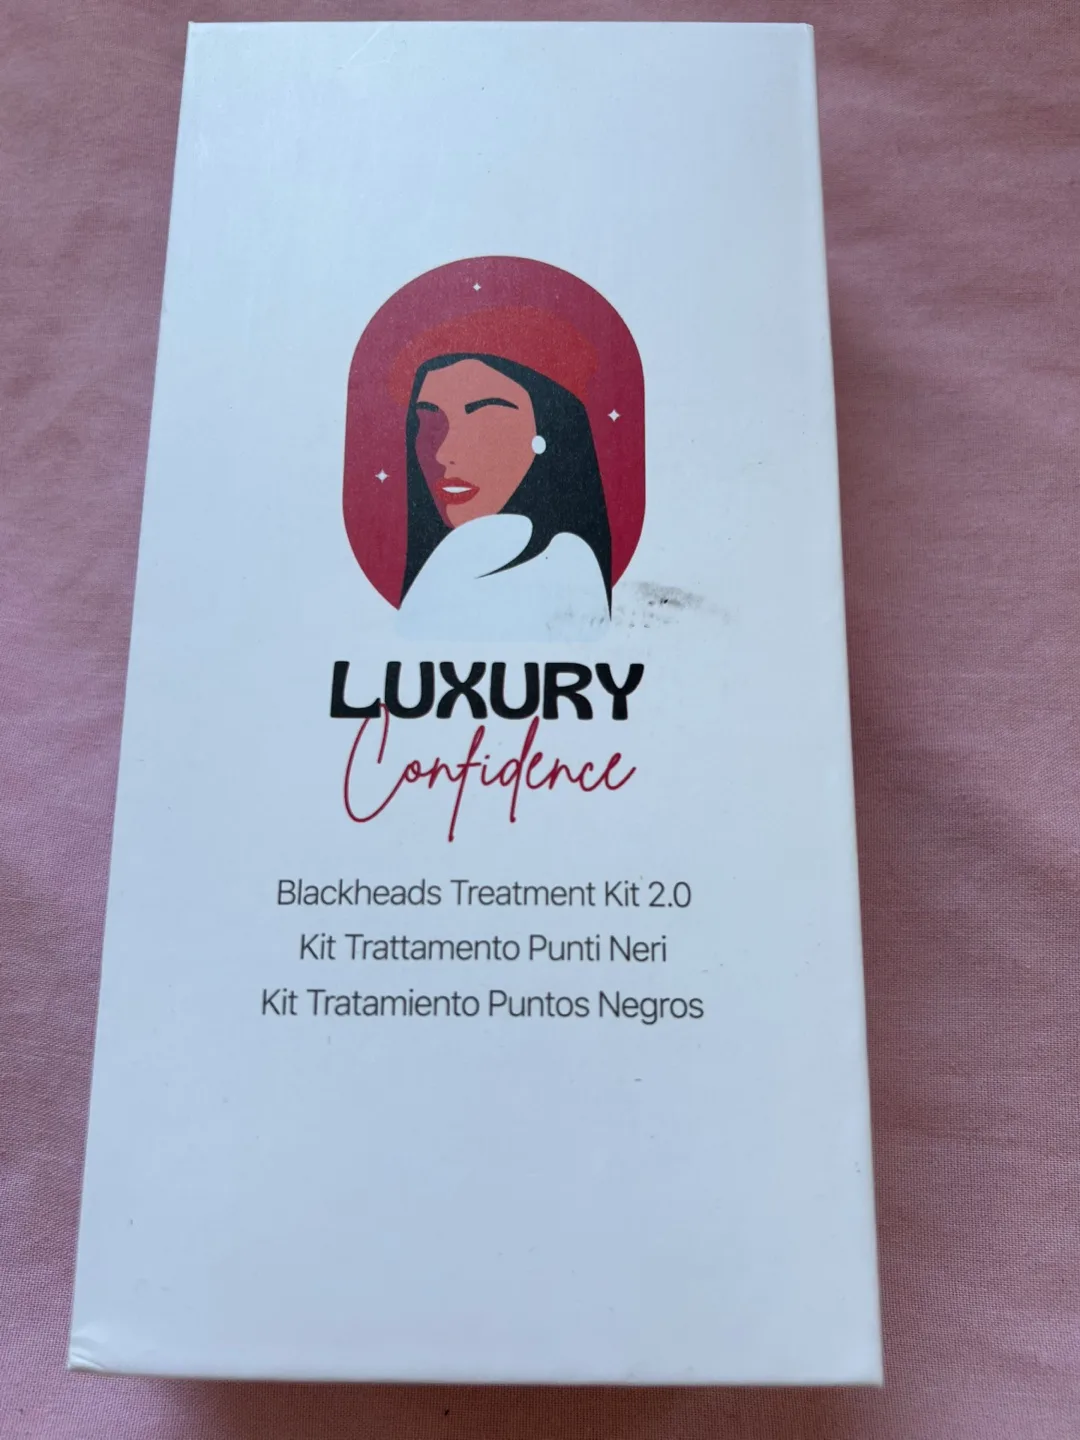 LUXURY
Confidence
Blackheads Treatment Kit 2.0
Kit Trattamento Punti Neri
Kit Tratamiento Puntos Negros